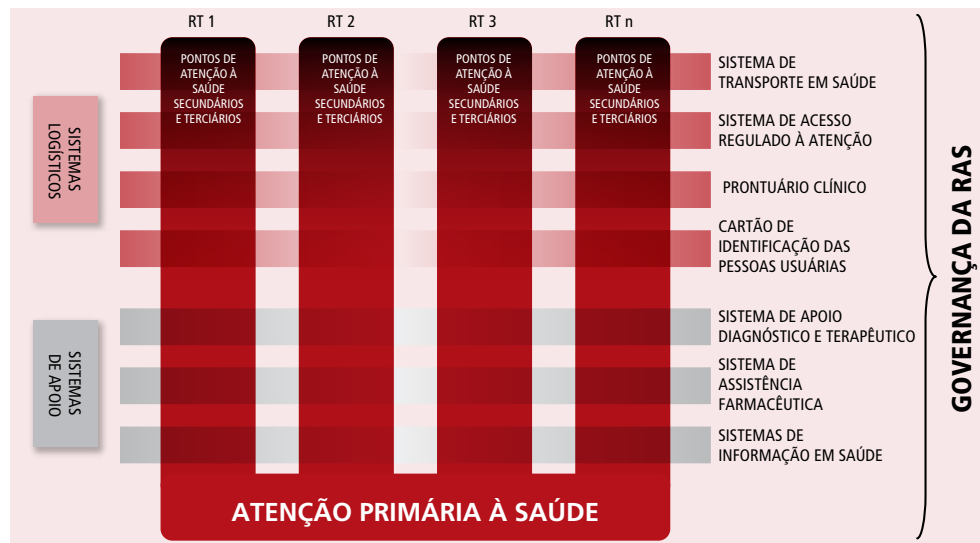 RT 1
RT 2
RT 3
RT n
PONTOS DE
ATENÇÃO À
SAÚDE
SECUNDÁRIOS
E TERCIÁRIOS
PONTOS DE
ATENÇÃO À
SAÚDE
SECUNDÁRIOS
E TERCIÁRIOS
PONTOS DE
ATENÇÃO À
SAÚDE
SECUNDÁRIOS
E TERCIÁRIOS
PONTOS DE
ATENÇÃO À
SAÚDE
SECUNDÁRIOS
E TERCIÁRIOS
SISTEMAS
LOGÍSTICOS
SISTEMA DE
TRANSPORTE EM SAÚDE
SISTEMA DE ACESSO
REGULADO À ATENÇÃO
PRONTUÁRIO CLÍNICO
CARTÃO DE
IDENTIFICAÇÃO DAS
PESSOAS USUÁRIAS
SISTEMAS
DE APOIO
SISTEMA DE APOIO
DIAGNÓSTICO E TERAPÊUTICO
SISTEMA DE
ASSISTÊNCIA
FARMACÊUTICA
SISTEMAS DE
INFORMAÇÃO EM SAÚDE
GOVERNANÇA DA RAS
ATENÇÃO PRIMÁRIA À SAÚDE